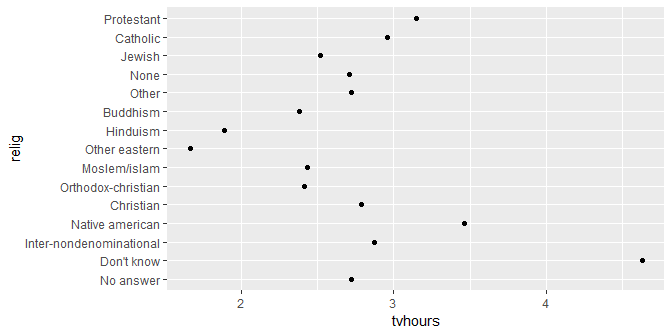 Protestant
Catholic
Jewish
None
Other
Buddhism
Hinduism
Other eastern
Moslem/islam
Orthodox-christian
Christian
Native american
Inter-nondenominational
Don't know
No answer
relig
2 3 4
tvhours